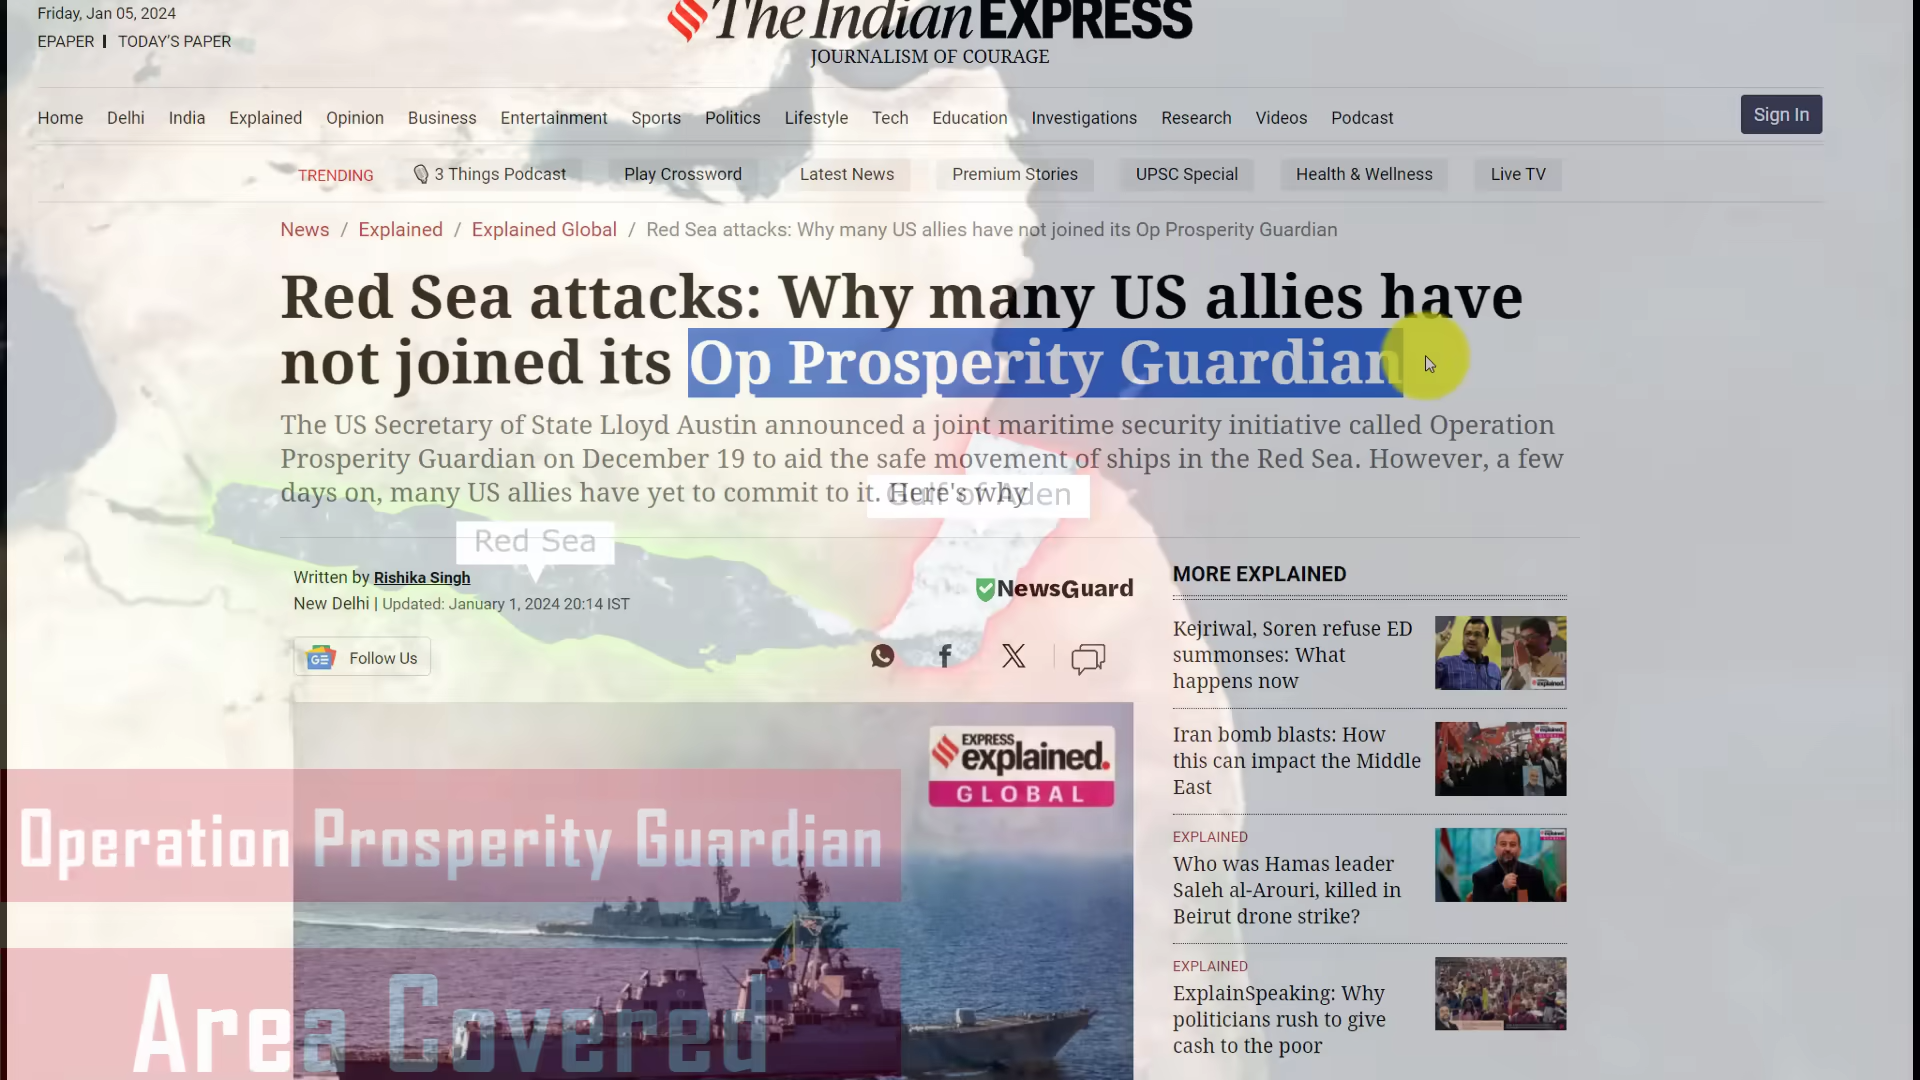 Friday, Jan 05, 2024
EPAPER | TODAY'S PAPER
The Indian EXPRESS
JOURNALISM OF COURAGE
Home Delhi India Explained Opinion Business Entertainment Sports Politics Lifestyle Tech Education Investigations Research Videos Podcast
Sign In
TRENDING 3 Things Podcast Play Crossword Latest News Premium Stories UPSC Special Health & Wellness Live TV
News / Explained / Explained Global / Red Sea attacks: Why many US allies have not joined its Op Prosperity Guardian
Red Sea attacks: Why many US allies have
not joined its Op Prosperity Guardian
The US Secretary of State Lloyd Austin announced a joint maritime security initiative called Operation
Prosperity Guardian on December 19 to aid the safe movement of ships in the Red Sea. However, a few
days on, many US allies have yet to commit to it. Here's why
Gulf of Aden
Red Sea
Written by Rishika Singh
New Delhi | Updated: January 1, 2024 20:14 IST
NewsGuard
GE Follow Us
EXPRESS
explained.
GLOBAL
Operation Prosperity Guardian
Area Covered
MORE EXPLAINED
Kejriwal, Soren refuse ED
summonses: What
happens now
Iran bomb blasts: How
this can impact the Middle
East
EXPLAINED
Who was Hamas leader
Saleh al-Arouri, killed in
Beirut drone strike?
EXPLAINED
ExplainSpeaking: Why
politicians rush to give
cash to the poor